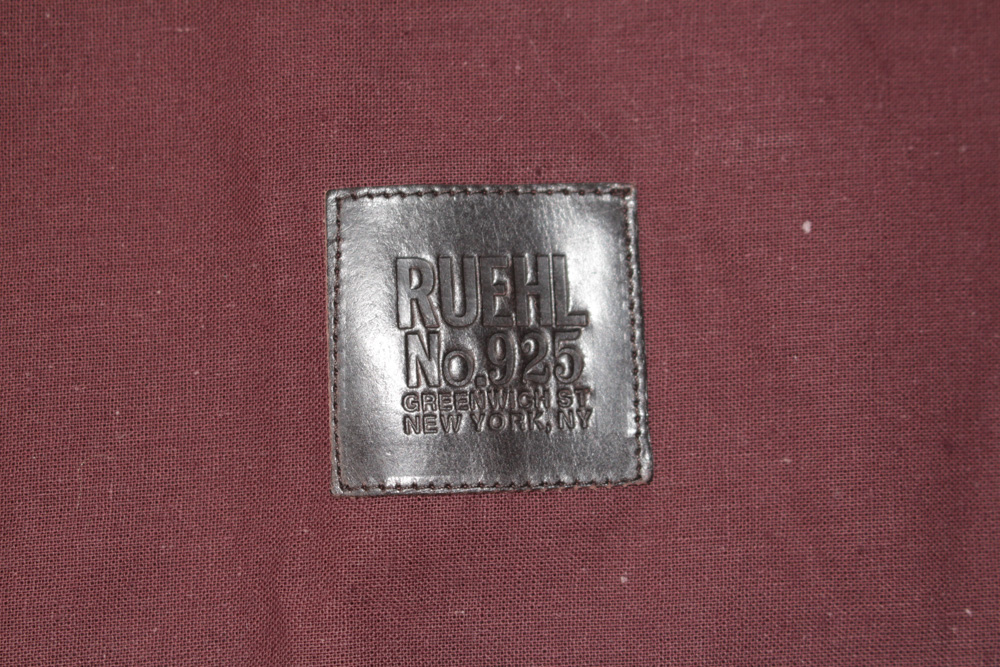 RUEHL
No.925
GREENWICH ST.
NEW YORK, NY